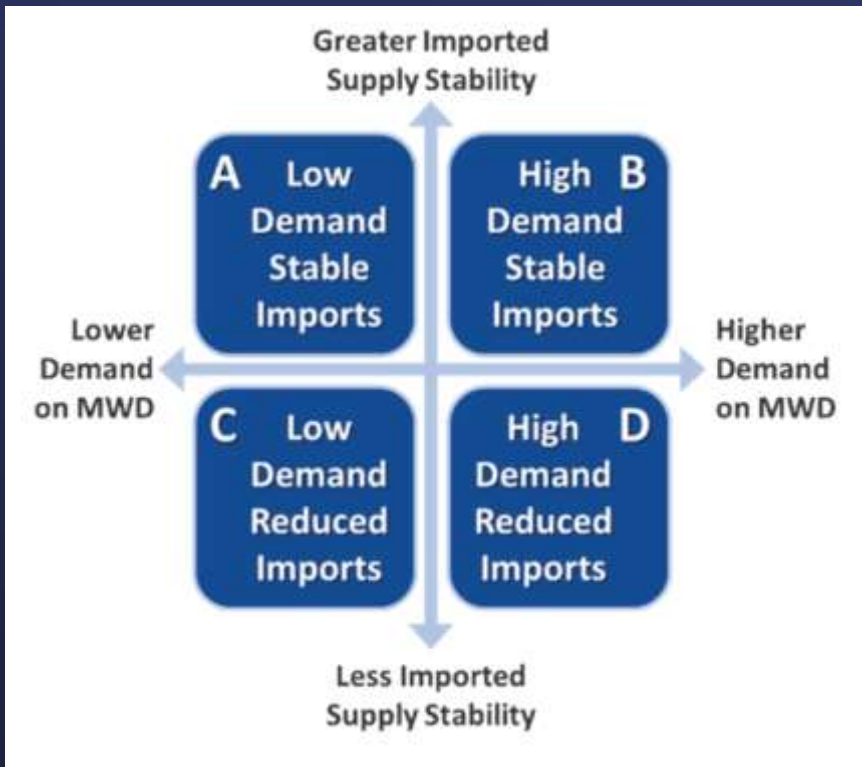 Greater Imported
Supply Stability
A
Low
Demand
Stable
Imports
High
B
Demand
Stable
Imports
Lower
Demand
on MWD
Higher
Demand
on MWD
C
Low
Demand
Reduced
Imports
High
D
Demand
Reduced
Imports
Less Imported
Supply Stability